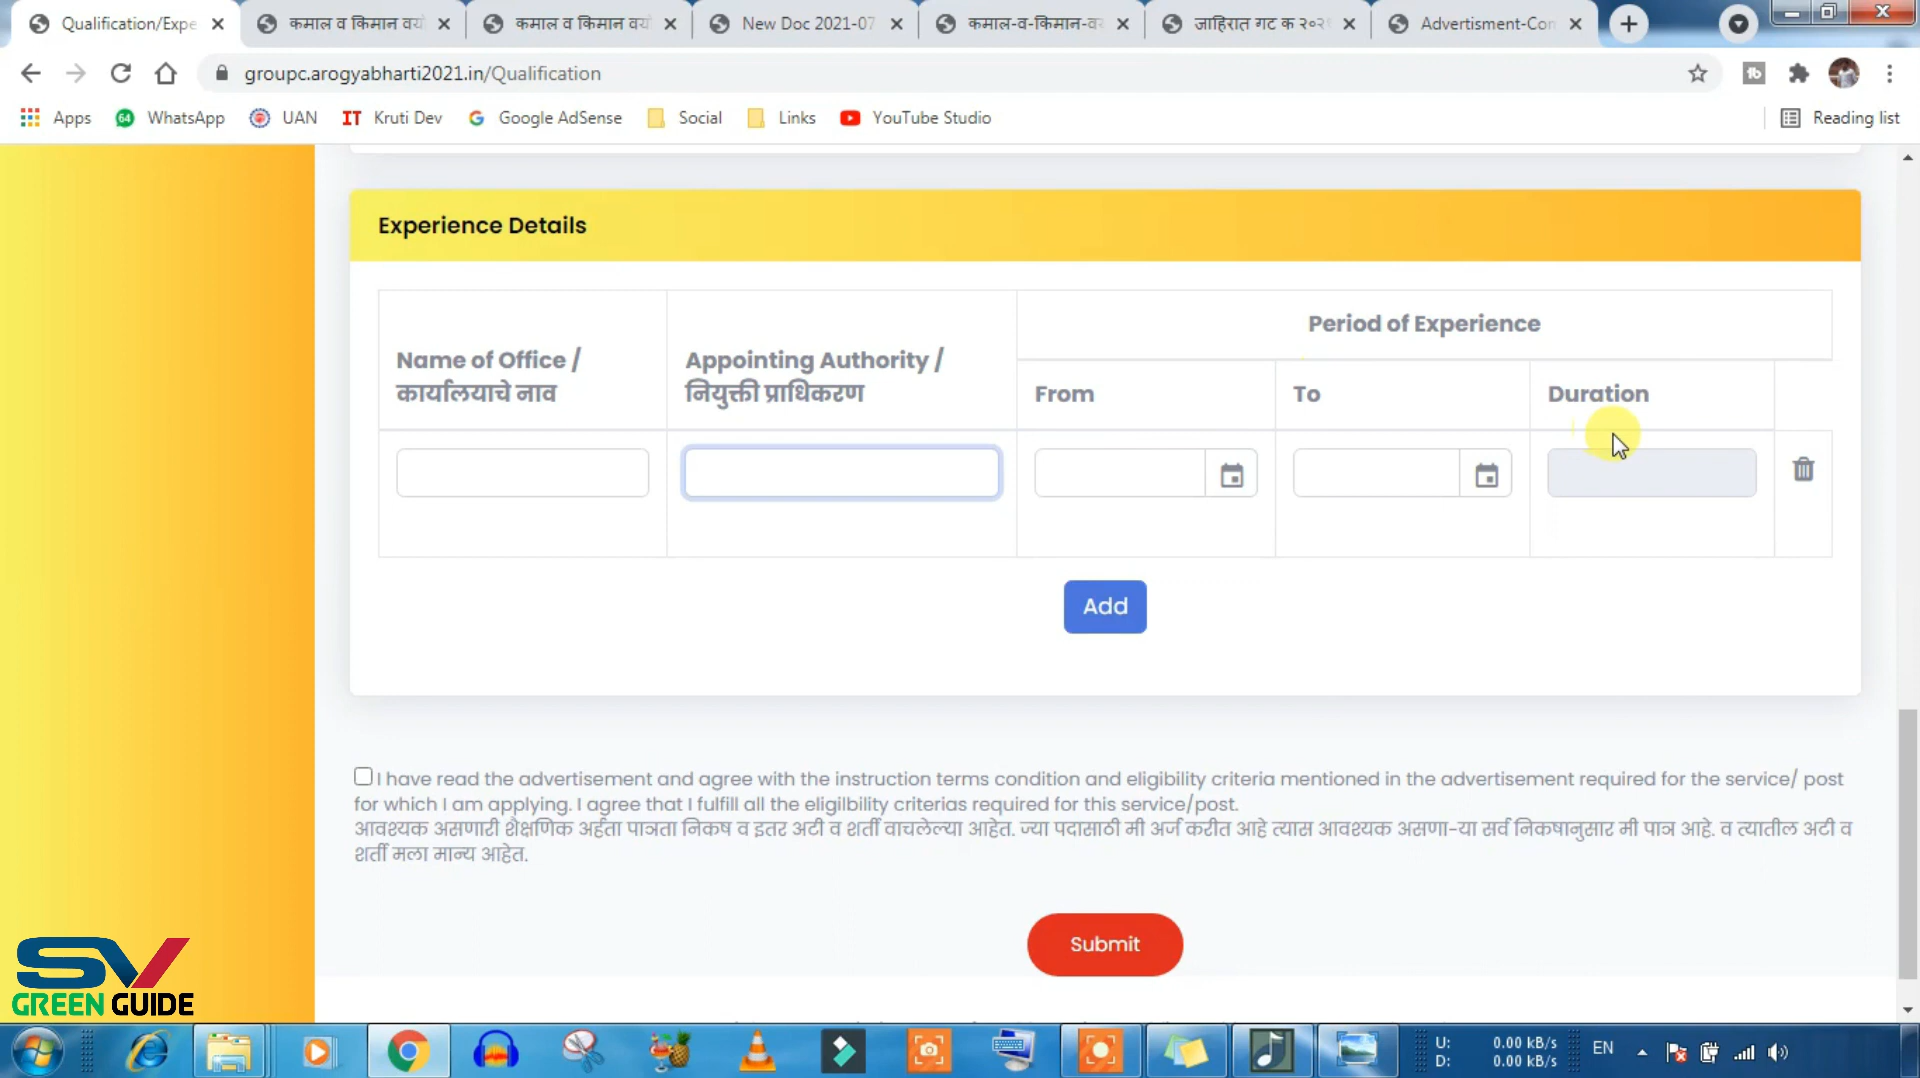 Qualification/Expe
कमाल व किमान वयो
कमाल व किमान वयो
New Doc 2021-07
कमाल-व-किमान-व
जाहिरात गट क २०२१
Advertisment-Con
groupc.arogyabharti2021.in/Qualification
Apps
WhatsApp
UAN
IT Kruti Dev
Google AdSense
Social
Links
YouTube Studio
Reading list
Experience Details
Period of Experience
Name of Office /
कार्यालयाचे नाव
Appointing Authority /
नियुक्ती प्राधिकरण
From
To
Duration
Add
I have read the advertisement and agree with the instruction terms condition and eligibility criteria mentioned in the advertisement required for the service/ post
for which I am applying. I agree that I fulfill all the eligilbility criterias required for this service/post.
आवश्यक असणारी शैक्षणिक अर्हता पात्रता निकष व इतर अटी व शर्ती वाचलेल्या आहेत. ज्या पदासाठी मी अर्ज करीत आहे त्यास आवश्यक असणा-या सर्व निकषानुसार मी पात्र आहे. व त्यातील अटी व
शर्ती मला मान्य आहेत.
Submit
SV
GREEN GUIDE
U: 0.00 kB/s
D: 0.00 kB/s
EN